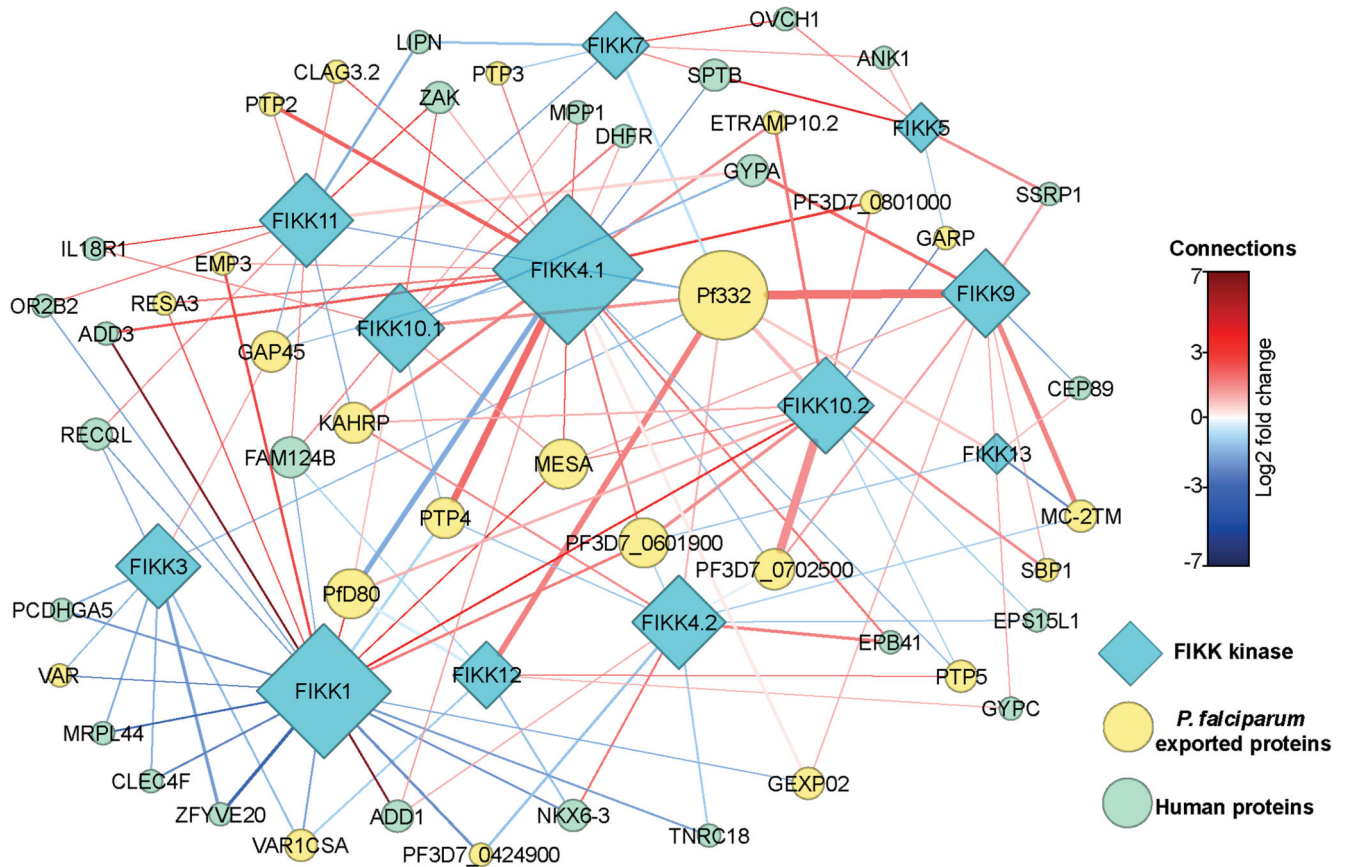 OVCH1
LIPN
FIKK7
ANK1
CLAG3.2
PTP3
SPTB
PTP2
ZAK
MPP1
ETRAMP10.2
FIKK5
DHFR
GYPA
SSRP1
PF3D7_0801000
FIKK11
GARP
IL18R1
EMP3
FIKK4.1
Pf332
FIKK9
OR2B2
RESA3
ADD3
FIKK10.1
GAP45
CEP89
FIKK10.2
KAHRP
RECQL
FAM124B
MESA
FIKK13
PTP4
MC-2TM
PF3D7_0601900
PF3D7_0702500
SBP1
FIKK3
PfD80
PCDHGA5
FIKK4.2
EPS15L1
EPB41
VAR
FIKK12
PTP5
FIKK1
GYPC
MRPL44
CLEC4F
GEXP02
ZFYVE20
ADD1
NKX6-3
TNRC18
VAR1CSA
PF3D7_0424900
Connections
7
3
0
-3
-7
Log2 fold change
FIKK kinase
P. falciparum
exported proteins
Human proteins